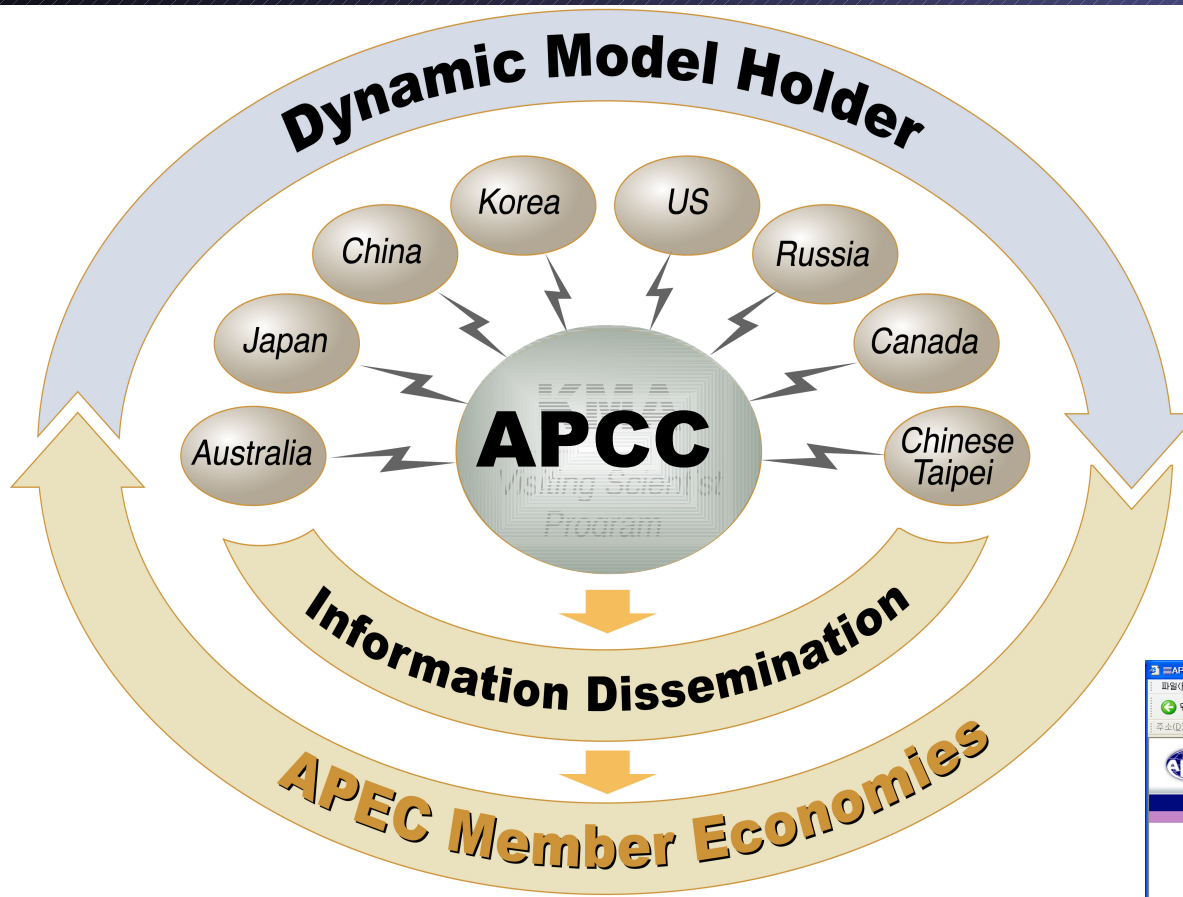 Dynamic Model Holder
Korea
US
China
Russia
Japan
Canada
Australia
Chinese
Taipei
KMA
APCC
Visiting Scientist
Program
Information Dissemination
APEC Member Economies